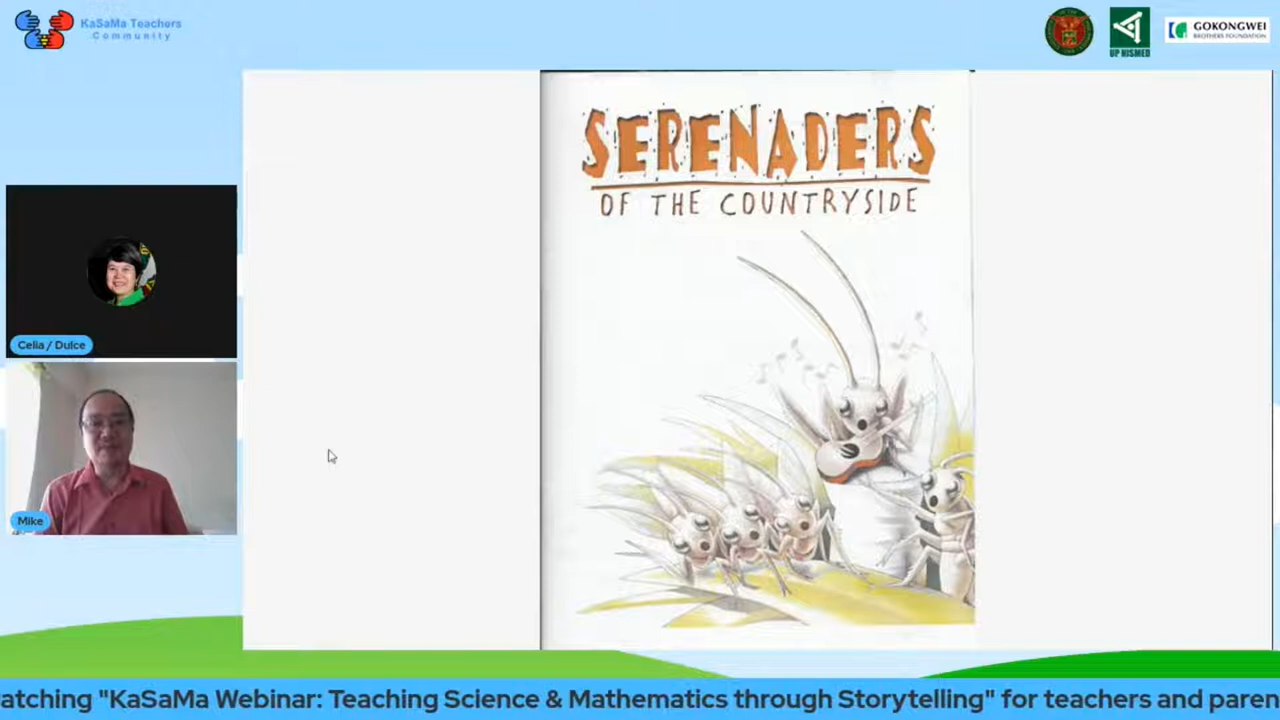 KaSaMa Teachers
Community
UP NISMED
GOKONGWEI
BROTHERS FOUNDATION
SERENADERS
OF THE COUNTRYSIDE
Celia / Dulce
Mike
atching "KaSaMa Webinar: Teaching Science & Mathematics through Storytelling" for teachers and paren